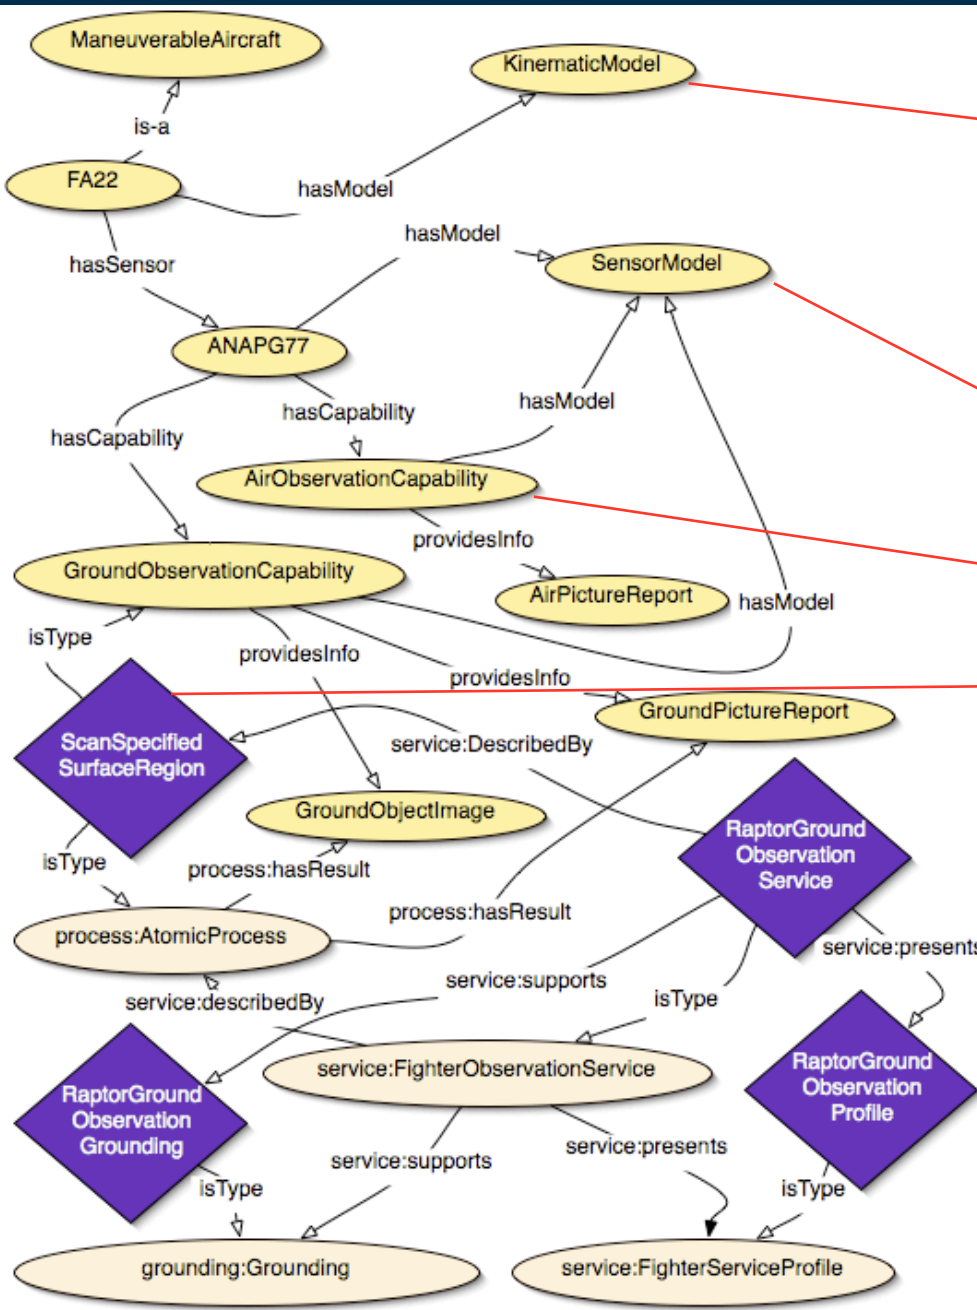 ManeuverableAircraft
KinematicModel
is-a
FA22
hasModel
hasModel
hasSensor
SensorModel
ANAPG77
hasModel
hasCapability
hasCapability
AirObservationCapability
providesInfo
GroundObservationCapability
AirPictureReport
hasModel
isType
providesInfo
providesInfo
GroundPictureReport
ScanSpecified
SurfaceRegion
service:DescribedBy
GroundObjectImage
RaptorGround
Observation
Service
isType
process:hasResult
process:hasResult
process:AtomicProcess
service:presents
service:supports
isType
service:describedBy
service:FighterObservationService
RaptorGround
Observation
Profile
RaptorGround
Observation
Grounding
service:supports
service:presents
isType
isType
grounding:Grounding
service:FighterServiceProfile